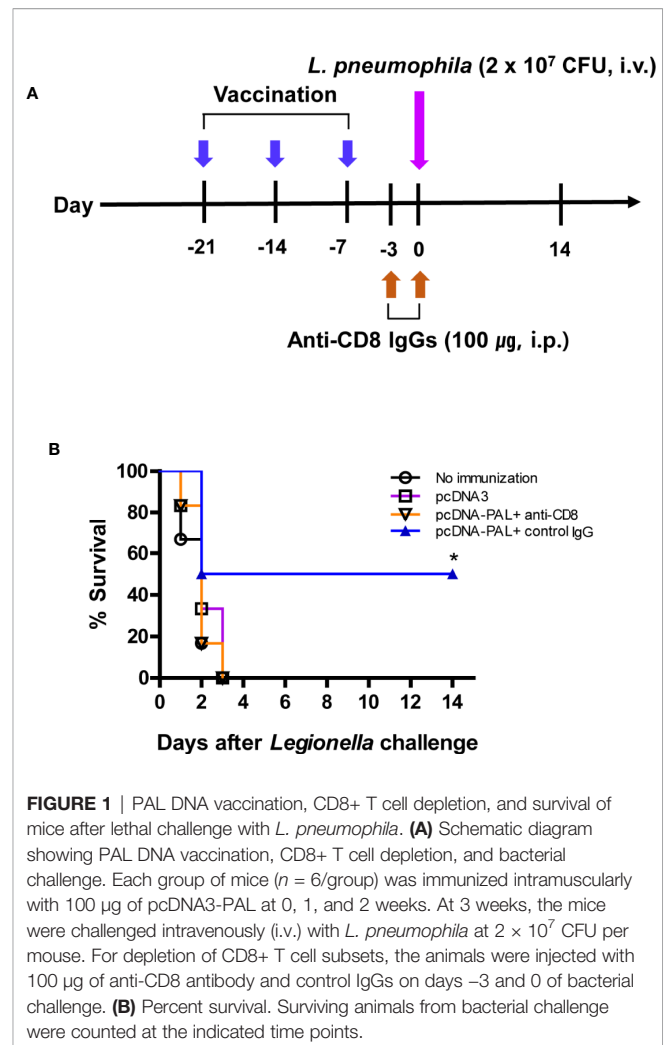 L. pneumophila (2 x 10⁷ CFU, i.v.)
A
Vaccination
Day
-21 -14 -7 -3 0 14
Anti-CD8 IgGs (100 µg, i.p.)
B
% Survival
100
80
60
40
20
0
No immunization
pcDNA3
pcDNA-PAL+ anti-CD8
pcDNA-PAL+ control IgG
*
0 2 4 6 8 10 12 14
Days after Legionella challenge
FIGURE 1 | PAL DNA vaccination, CD8+ T cell depletion, and survival of
mice after lethal challenge with L. pneumophila. (A) Schematic diagram
showing PAL DNA vaccination, CD8+ T cell depletion, and bacterial
challenge. Each group of mice (n = 6/group) was immunized intramuscularly
with 100 µg of pcDNA3-PAL at 0, 1, and 2 weeks. At 3 weeks, the mice
were challenged intravenously (i.v.) with L. pneumophila at 2 × 10⁷ CFU per
mouse. For depletion of CD8+ T cell subsets, the animals were injected with
100 µg of anti-CD8 antibody and control IgGs on days −3 and 0 of bacterial
challenge. (B) Percent survival. Surviving animals from bacterial challenge
were counted at the indicated time points.